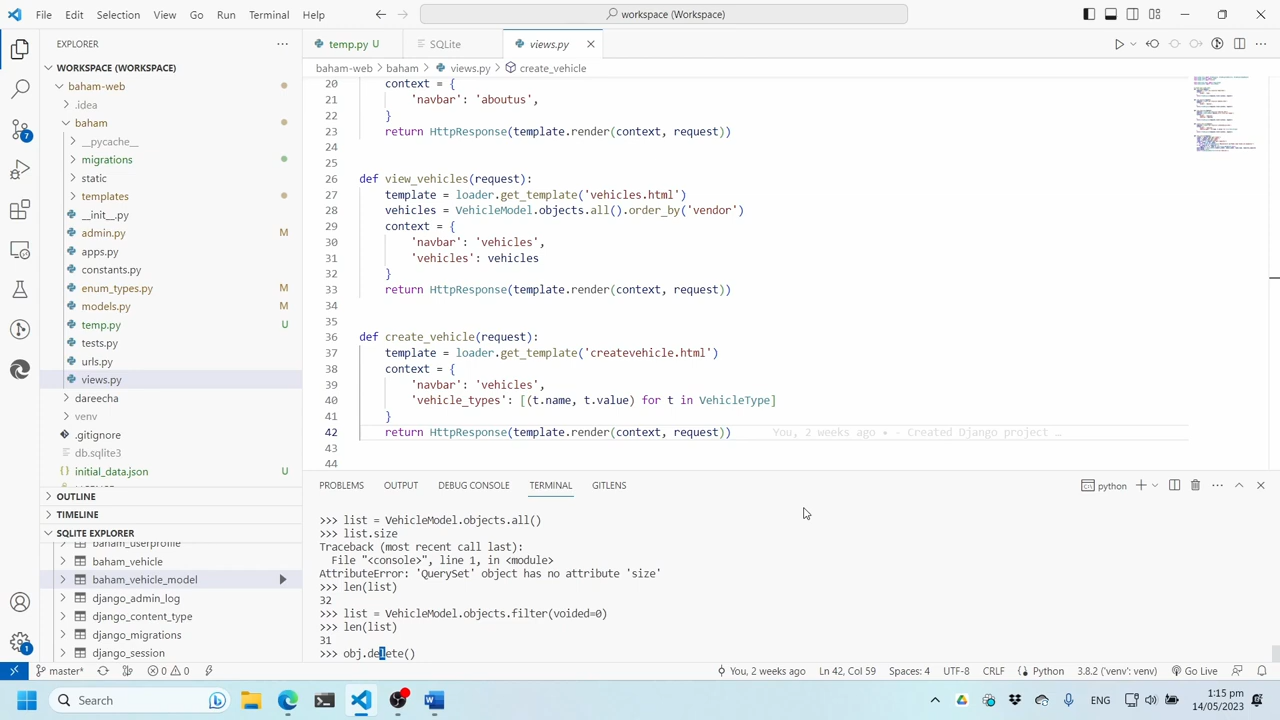 File Edit Selection View Go Run Terminal Help
workspace (Workspace)
EXPLORER
temp.py U
SQLite
views.py
WORKSPACE (WORKSPACE)
baham-web > baham > views.py > create_vehicle
baham-web
.idea
baham
__pycache__
migrations
static
templates
__init__.py
admin.py M
apps.py
constants.py
enum_types.py M
models.py M
temp.py U
tests.py
urls.py
views.py
dareecha
venv
.gitignore
db.sqlite3
initial_data.json U
OUTLINE
TIMELINE
SQLITE EXPLORER
baham_userprofile
baham_vehicle
baham_vehicle_model
django_admin_log
django_content_type
django_migrations
django_session
20 context = {
21 'navbar': 'aboutus',
22 }
23 return HttpResponse(template.render(context, request))
24
25
26 def view_vehicles(request):
27 template = loader.get_template('vehicles.html')
28 vehicles = VehicleModel.objects.all().order_by('vendor')
29 context = {
30 'navbar': 'vehicles',
31 'vehicles': vehicles
32 }
33 return HttpResponse(template.render(context, request))
34
35
36 def create_vehicle(request):
37 template = loader.get_template('createvehicle.html')
38 context = {
39 'navbar': 'vehicles',
40 'vehicle_types': [(t.name, t.value) for t in VehicleType]
41 }
42 return HttpResponse(template.render(context, request)) You, 2 weeks ago • - Created Django project …
43
44
PROBLEMS OUTPUT DEBUG CONSOLE TERMINAL GITLENS
python
>>> list = VehicleModel.objects.all()
>>> list.size
Traceback (most recent call last):
File "<console>", line 1, in <module>
AttributeError: 'QuerySet' object has no attribute 'size'
>>> len(list)
32
>>> list = VehicleModel.objects.filter(voided=0)
>>> len(list)
31
>>> obj.delete()
7
1
master* 0 0 You, 2 weeks ago Ln 42, Col 59 Spaces: 4 UTF-8 CRLF Python 3.8.2 ('venv': venv) Go Live
Search
ENG
1:15 pm
14/05/2023